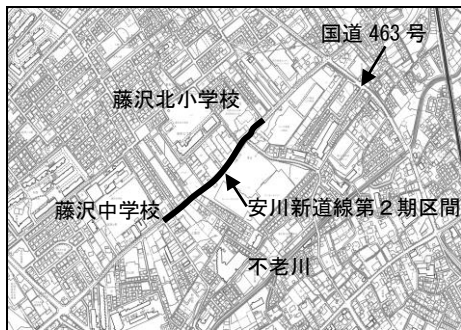 国道 463 号
藤沢北小学校
藤沢中学校
安川新道線第２期区間
不老川